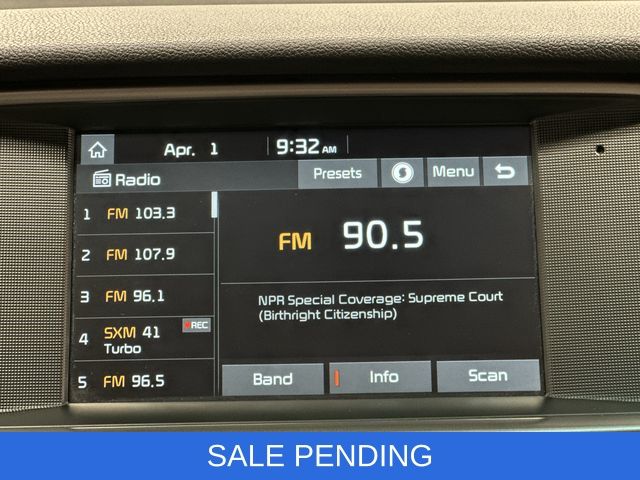 Apr. 1 9:32 AM
Radio Presets Menu
1 FM 103.3
2 FM 107.9
3 FM 96.1
4 SXM 41 REC
Turbo
5 FM 96.5
FM 90.5
NPR Special Coverage: Supreme Court
(Birthright Citizenship)
Band Info Scan
SALE PENDING